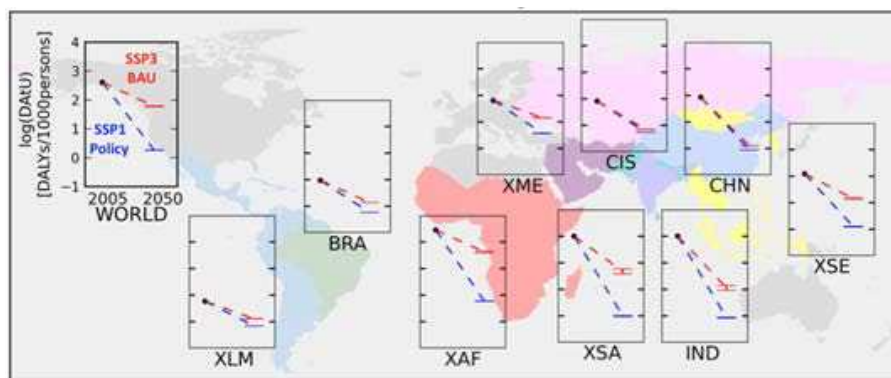 log(DAtU)
[DALYs/1000persons]
4
3
2
1
0
−1
SSP3
BAU
SSP1
Policy
2005 2050
WORLD
XLM
BRA
XME
CIS
CHN
XSE
XAF
XSA
IND